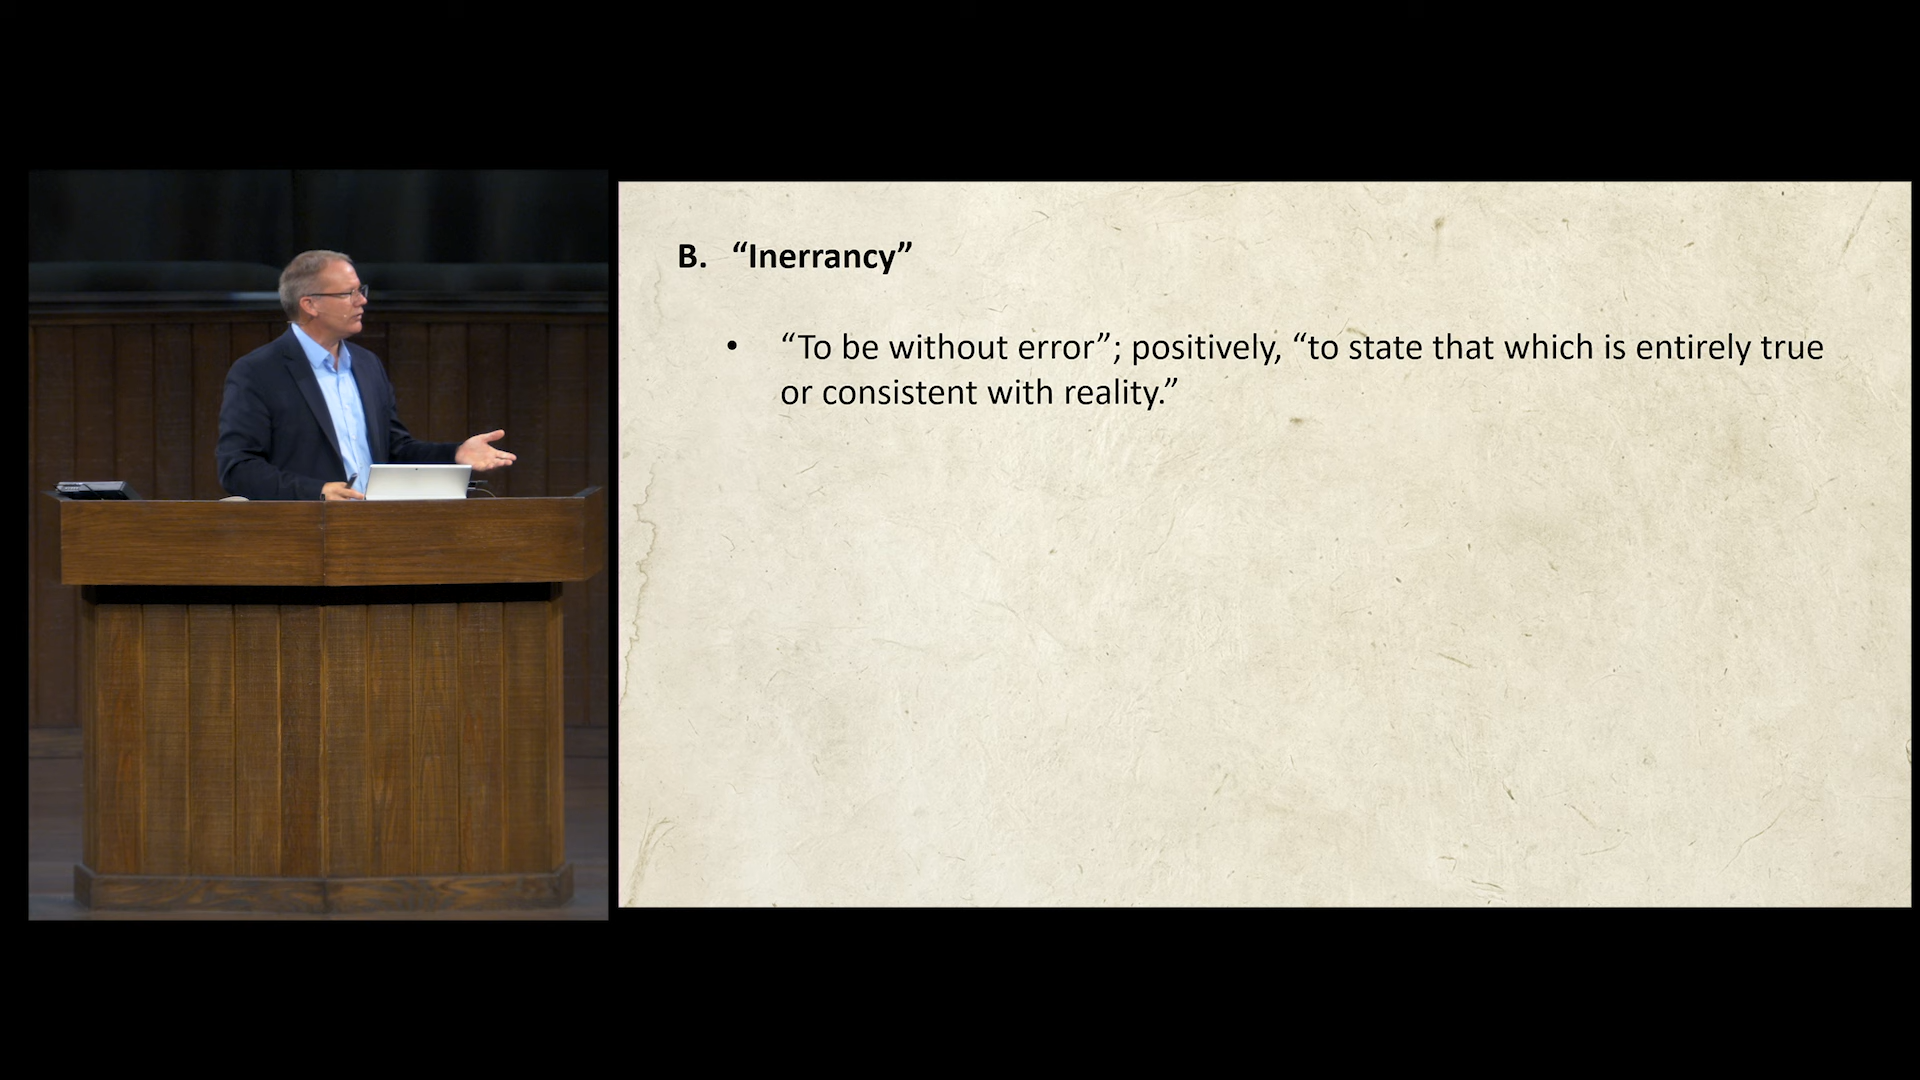 B. “Inerrancy”
• “To be without error”; positively, “to state that which is entirely true
or consistent with reality.”